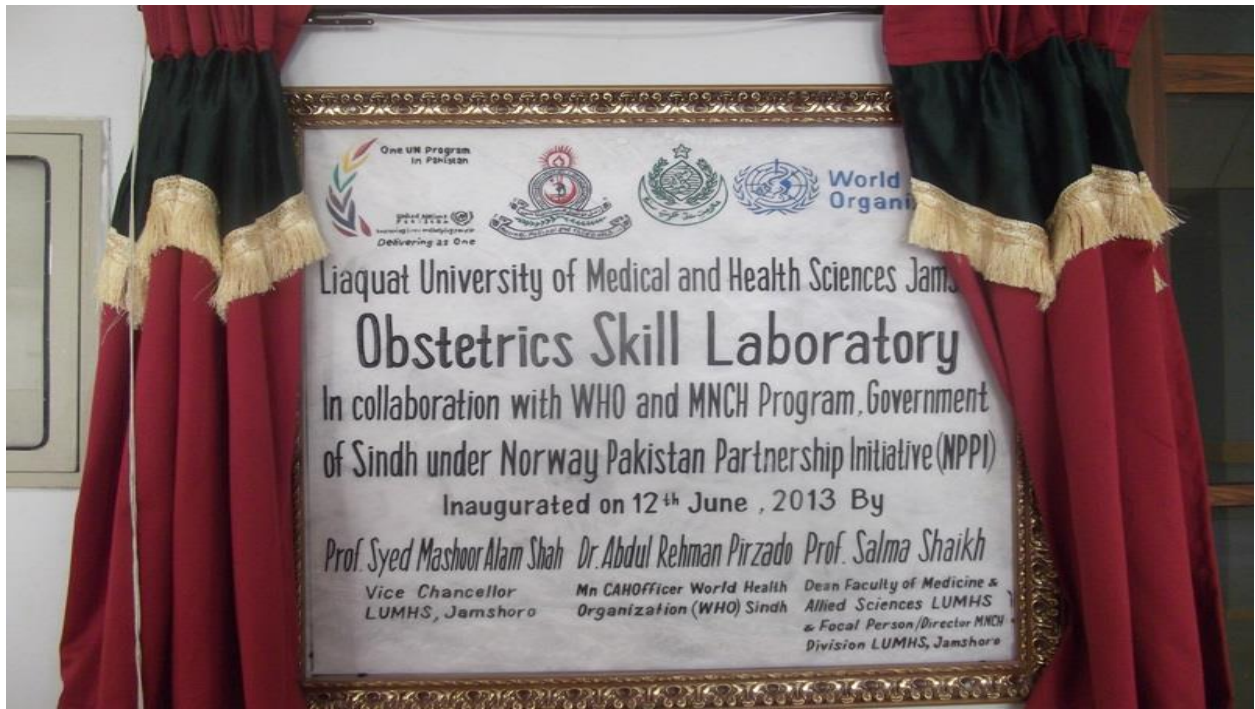 One UN Program
In Pakistan
Delivering as One
World
Organi
Liaquat University of Medical and Health Sciences Jams
Obstetrics Skill Laboratory
In collaboration with WHO and MNCH Program, Government
of Sindh under Norway Pakistan Partnership Initiative (NPPI)
Inaugurated on 12th June , 2013 By
Prof. Syed Mashoor Alam Shah Dr. Abdul Rehman Pirzado Prof. Salma Shaikh
Vice Chancellor
LUMHS, Jamshoro
Mn CAHOfficer World Health
Organization (WHO) Sindh
Dean Faculty of Medicine &
Allied Sciences LUMHS
& Focal Person/Director MNCH
Division LUMHS, Jamshoro